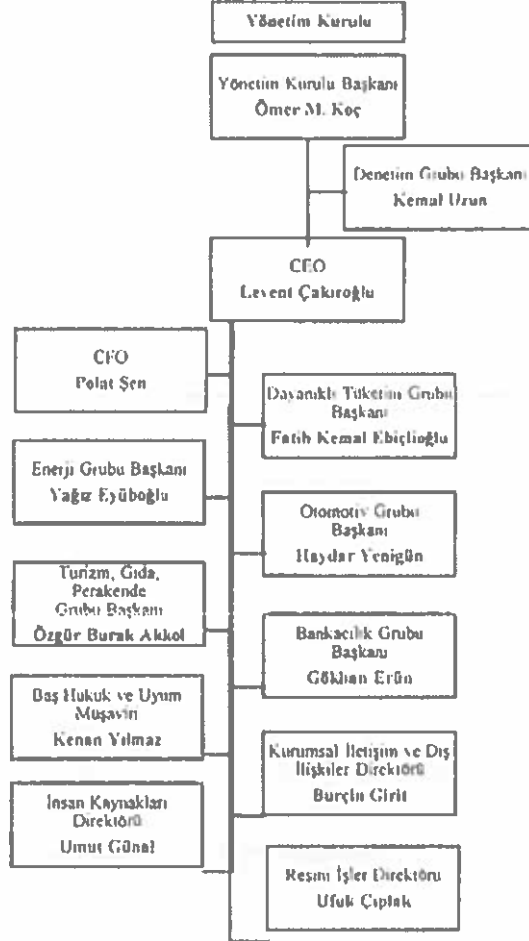 Yönetim Kurulu
Yönetim Kurulu Başkanı
Ömer M. Koç
Denetim Grubu Başkanı
Kemal Uzun
CEO
Levent Çakıroğlu
CFO
Polat Şen
Dayanıklı Tüketim Grubu
Başkanı
Fatih Kemal Ebiçlioğlu
Enerji Grubu Başkanı
Yağız Eyüboğlu
Otomotiv Grubu
Başkanı
Haydar Yenigün
Turizm, Gıda,
Perakende
Grubu Başkanı
Özgür Burak Akkol
Bankacılık Grubu
Başkanı
Gökhan Erün
Baş Hukuk ve Uyum
Müşaviri
Kenan Yılmaz
Kurumsal İletişim ve Dış
İlişkiler Direktörü
Burçin Girit
İnsan Kaynakları
Direktörü
Umut Günal
Resmi İşler Direktörü
Ufuk Çıplak